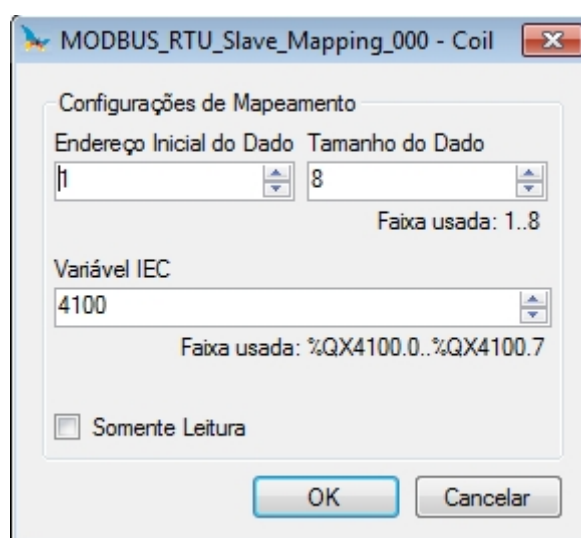 MODBUS_RTU_Slave_Mapping_000 - Coil
Configurações de Mapeamento
Endereço Inicial do Dado Tamanho do Dado
1 8
Faixa usada: 1..8
Variável IEC
4100
Faixa usada: %QX4100.0..%QX4100.7
Somente Leitura
OK Cancelar